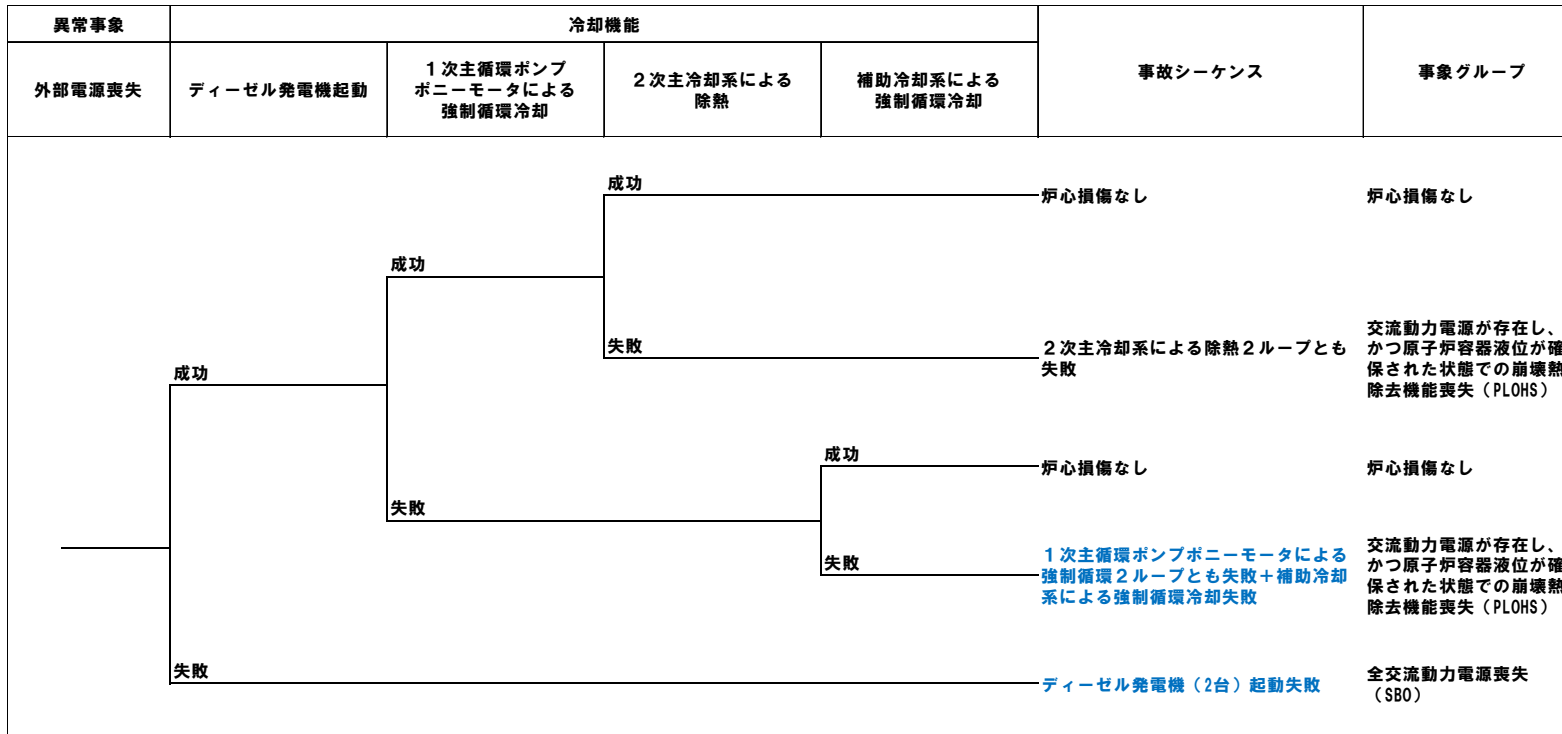 異常事象
冷却機能
事故シーケンス
事象グループ
外部電源喪失
ディーゼル発電機起動
１次主循環ポンプ
ポニーモータによる
強制循環冷却
２次主冷却系による
除熱
補助冷却系による
強制循環冷却
成功
炉心損傷なし
炉心損傷なし
成功
失敗
２次主冷却系による除熱２ループとも
失敗
交流動力電源が存在し、
かつ原子炉容器液位が確
保された状態での崩壊熱
除去機能喪失（PLOHS）
成功
成功
炉心損傷なし
炉心損傷なし
失敗
失敗
１次主循環ポンプポニーモータによる
強制循環２ループとも失敗＋補助冷却
系による強制循環冷却失敗
交流動力電源が存在し、
かつ原子炉容器液位が確
保された状態での崩壊熱
除去機能喪失（PLOHS）
失敗
ディーゼル発電機（2台）起動失敗
全交流動力電源喪失
（SBO）